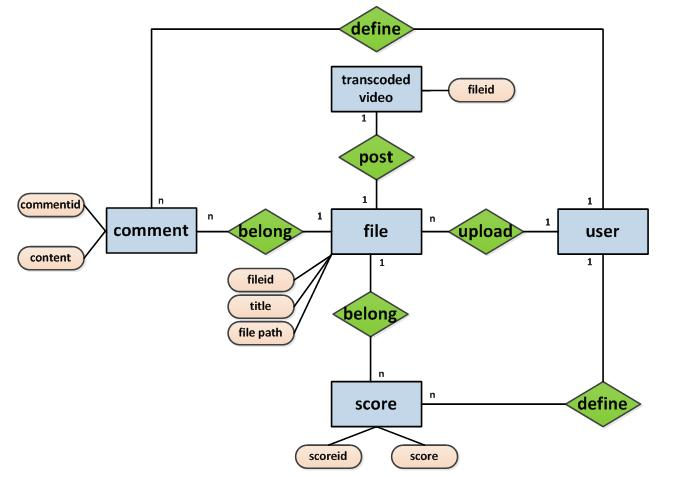 define
transcoded
video
fileid
1
post
1
n
1
commentid
comment
n
belong
1
file
n
upload
1
user
content
1
1
fileid
title
file path
belong
n
score
n
define
scoreid
score